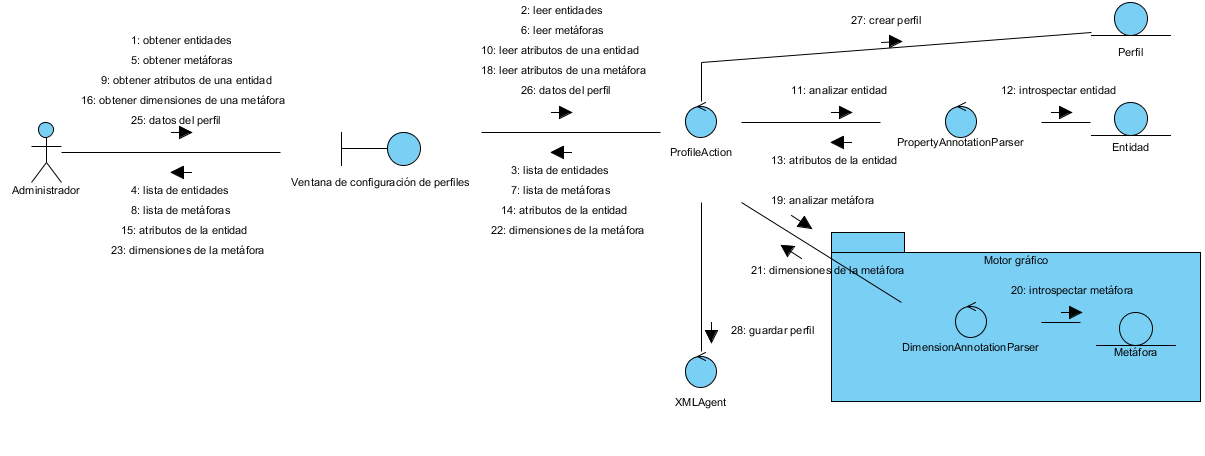 1: obtener entidades
5: obtener metáforas
9: obtener atributos de una entidad
16: obtener dimensiones de una metáfora
25: datos del perfil
Administrador
4: lista de entidades
8: lista de metáforas
15: atributos de la entidad
23: dimensiones de la metáfora
Ventana de configuración de perfiles
2: leer entidades
6: leer metáforas
10: leer atributos de una entidad
18: leer atributos de una metáfora
26: datos del perfil
3: lista de entidades
7: lista de metáforas
14: atributos de la entidad
22: dimensiones de la metáfora
ProfileAction
27: crear perfil
Perfil
11: analizar entidad
13: atributos de la entidad
PropertyAnnotationParser
12: introspectar entidad
Entidad
19: analizar metáfora
21: dimensiones de la metáfora
Motor gráfico
20: introspectar metáfora
DimensionAnnotationParser
Metáfora
28: guardar perfil
XMLAgent